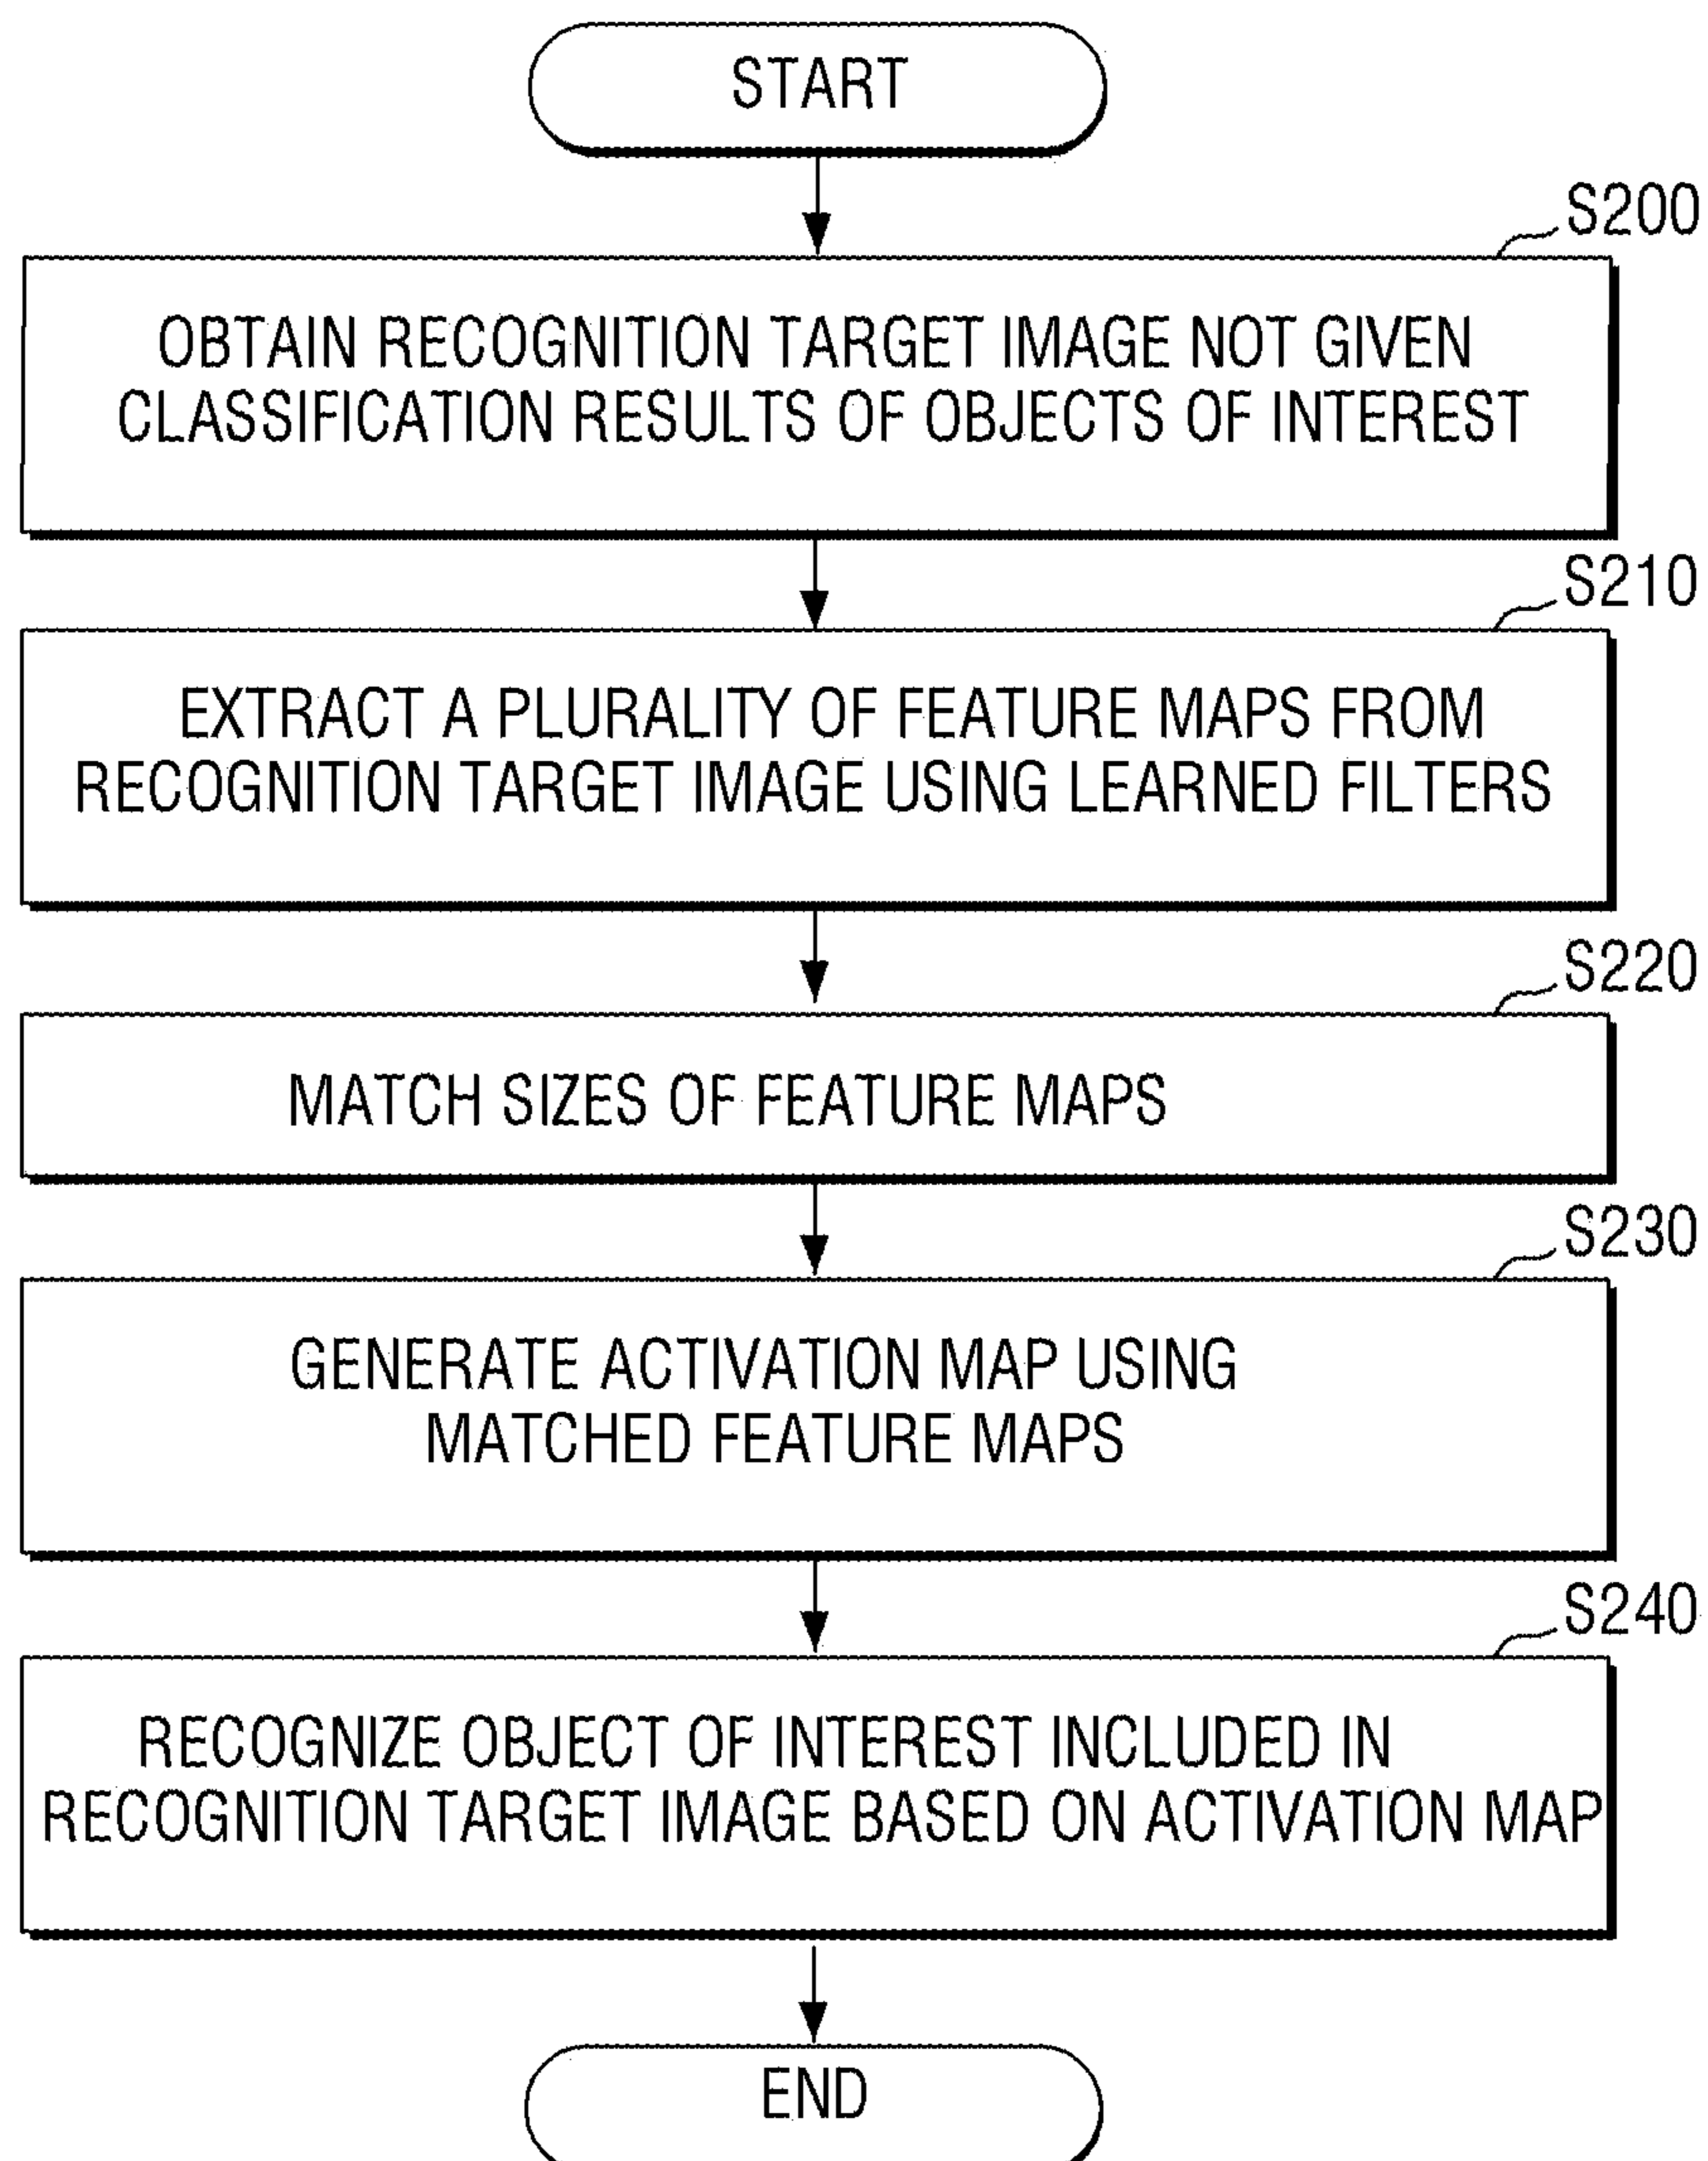 START
S200
OBTAIN RECOGNITION TARGET IMAGE NOT GIVEN
CLASSIFICATION RESULTS OF OBJECTS OF INTEREST
S210
EXTRACT A PLURALITY OF FEATURE MAPS FROM
RECOGNITION TARGET IMAGE USING LEARNED FILTERS
S220
MATCH SIZES OF FEATURE MAPS
S230
GENERATE ACTIVATION MAP USING
MATCHED FEATURE MAPS
S240
RECOGNIZE OBJECT OF INTEREST INCLUDED IN
RECOGNITION TARGET IMAGE BASED ON ACTIVATION MAP
END